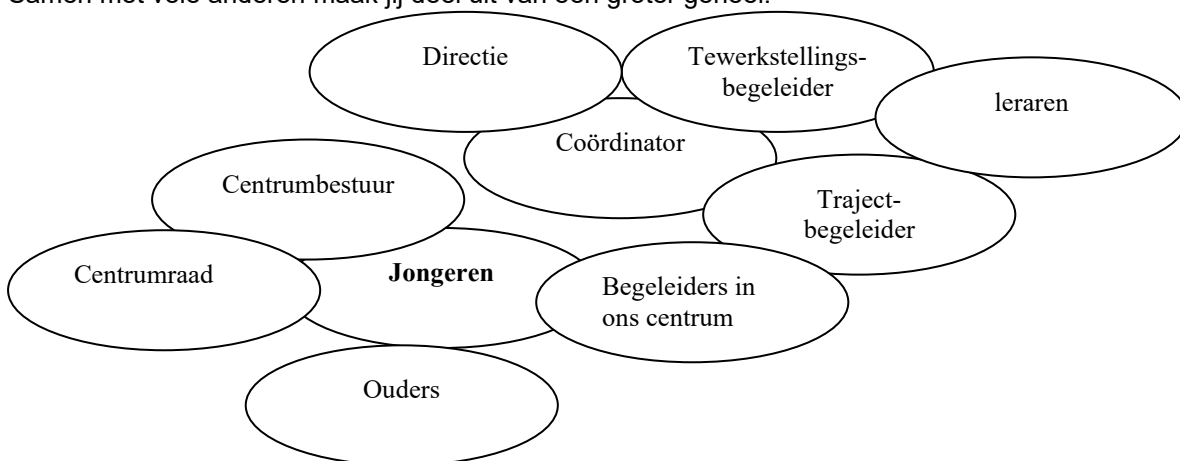 Samen met vele anderen maak jij deel uit van een groter geheel.
Directie
Tewerkstellings-
begeleider
leraren
Coördinator
Centrumbestuur
Traject-
begeleider
Centrumraad
Jongeren
Begeleiders in
ons centrum
Ouders